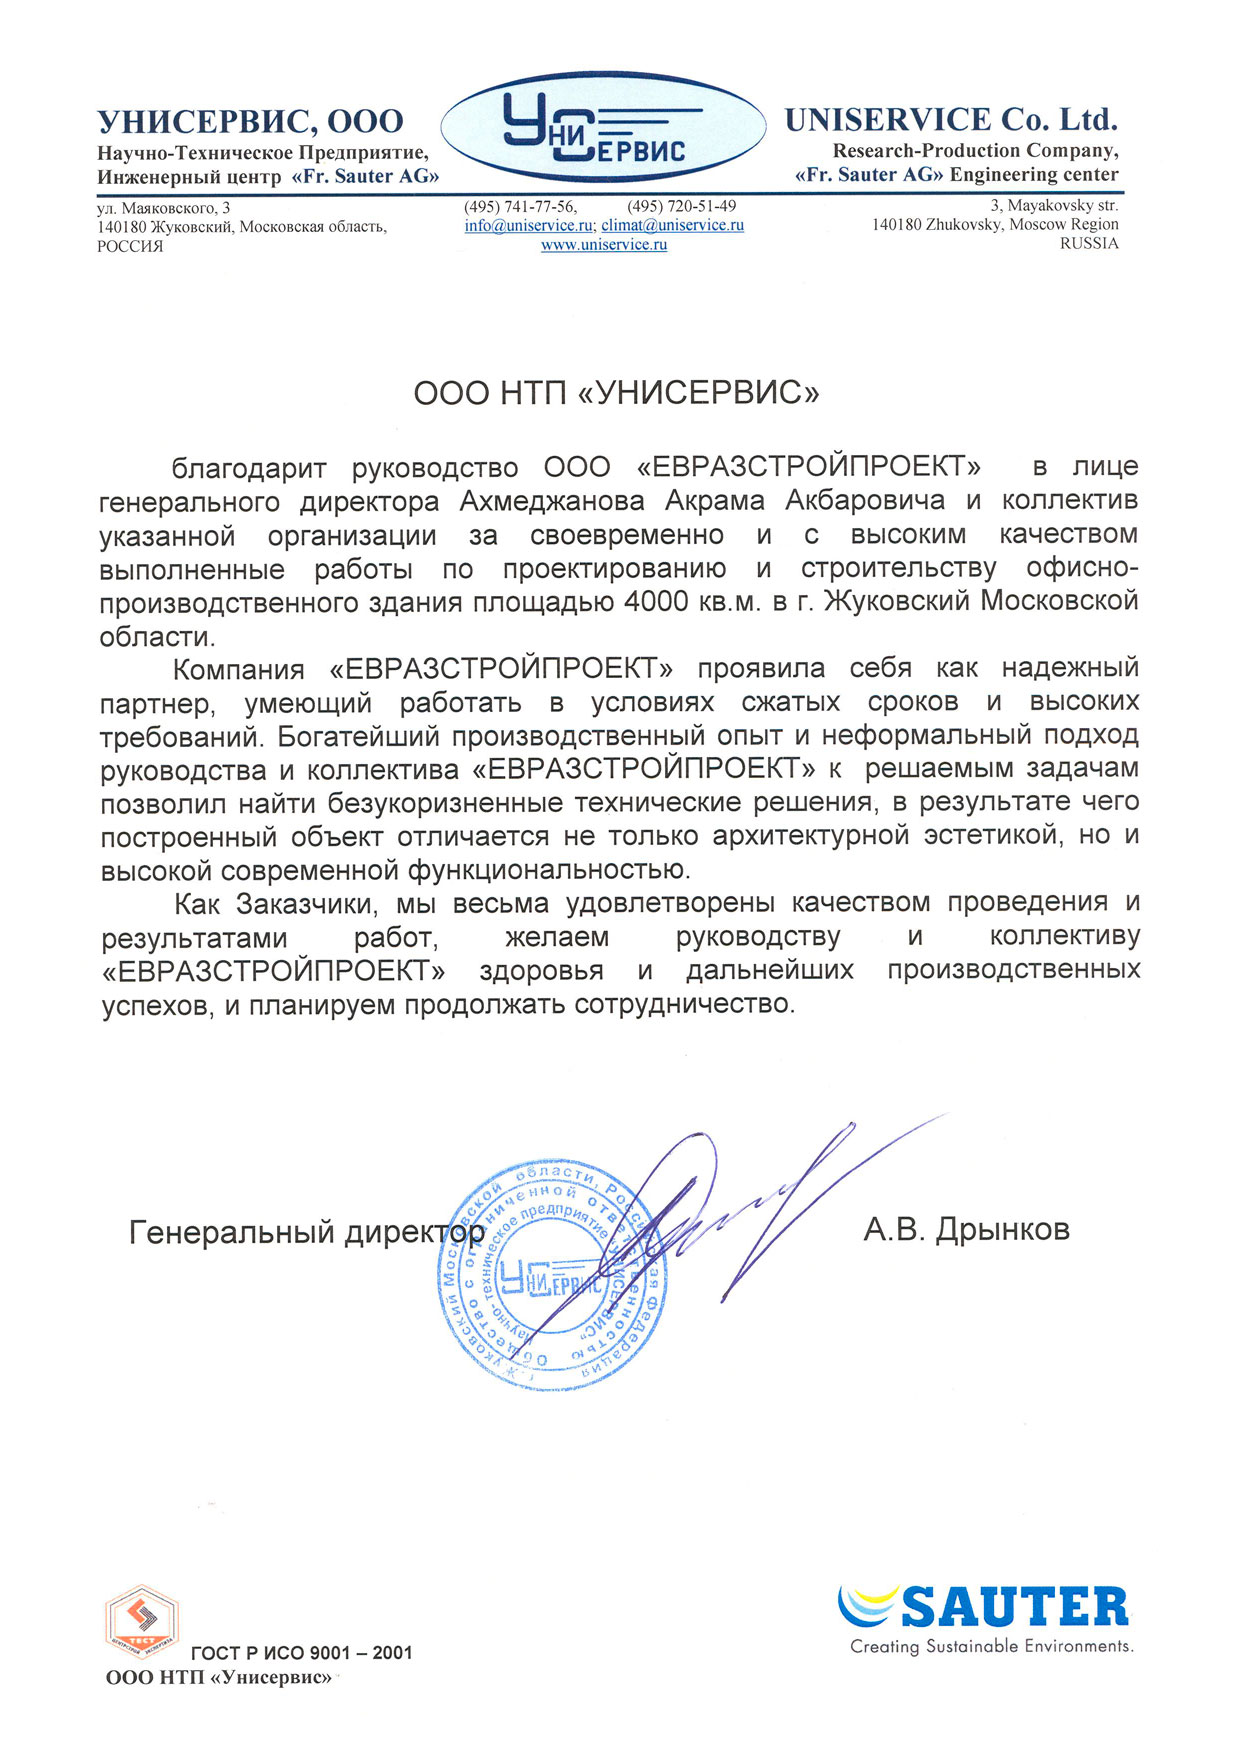 УНИСЕРВИС, ООО
Научно-Техническое Предприятие,
Инженерный центр «Fr. Sauter AG»
УНИ СЕРВИС
UNISERVICE Co. Ltd.
Research-Production Company,
«Fr. Sauter AG» Engineering center
ул. Маяковского, 3
140180 Жуковский, Московская область,
РОССИЯ
(495) 741-77-56, (495) 720-51-49
info@uniservice.ru; climat@uniservice.ru
www.uniservice.ru
3, Mayakovsky str.
140180 Zhukovsky, Moscow Region
RUSSIA
ООО НТП «УНИСЕРВИС»
благодарит руководство ООО «ЕВРАЗСТРОЙПРОЕКТ» в лице
генерального директора Ахмеджанова Акрама Акбаровича и коллектив
указанной организации за своевременно и с высоким качеством
выполненные работы по проектированию и строительству офисно-
производственного здания площадью 4000 кв.м. в г. Жуковский Московской
области.
Компания «ЕВРАЗСТРОЙПРОЕКТ» проявила себя как надежный
партнер, умеющий работать в условиях сжатых сроков и высоких
требований. Богатейший производственный опыт и неформальный подход
руководства и коллектива «ЕВРАЗСТРОЙПРОЕКТ» к решаемым задачам
позволил найти безукоризненные технические решения, в результате чего
построенный объект отличается не только архитектурной эстетикой, но и
высокой современной функциональностью.
Как Заказчики, мы весьма удовлетворены качеством проведения и
результатами работ, желаем руководству и коллективу
«ЕВРАЗСТРОЙПРОЕКТ» здоровья и дальнейших производственных
успехов, и планируем продолжать сотрудничество.
Генеральный директор
А.В. Дрынков
г. Жуковский Московской области, Российская Федерация
Общество с ограниченной ответственностью
Научно-техническое предприятие "УНИСЕРВИС"
УНИ СЕРВИС
ТЕСТ
ГОСТ Р ИСО 9001 – 2001
ООО НТП «Унисервис»
SAUTER
Creating Sustainable Environments.